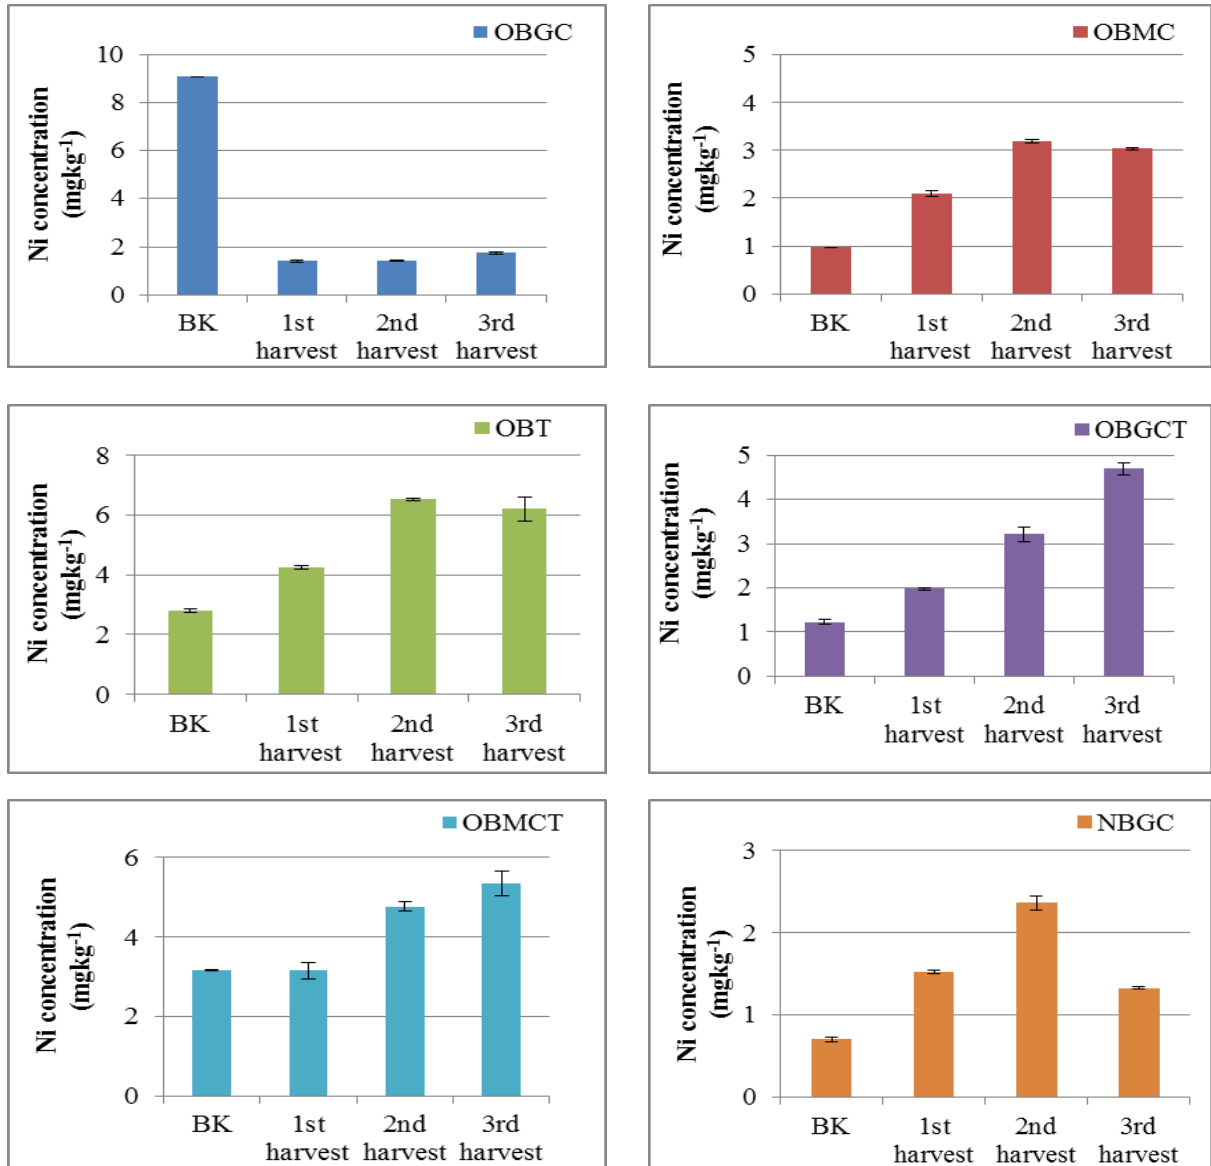 OBGC
Ni concentration
(mgkg-1)
10
8
6
4
2
0
BK
1st
harvest
2nd
harvest
3rd
harvest
OBMC
Ni concentration
(mgkg-1)
5
4
3
2
1
0
BK
1st
harvest
2nd
harvest
3rd
harvest
OBT
Ni concentration
(mgkg-1)
8
6
4
2
0
BK
1st
harvest
2nd
harvest
3rd
harvest
OBGCT
Ni concentration
(mgkg-1)
5
4
3
2
1
0
BK
1st
harvest
2nd
harvest
3rd
harvest
OBMCT
Ni concentration
(mgkg-1)
6
4
2
0
BK
1st
harvest
2nd
harvest
3rd
harvest
NBGC
Ni concentration
(mgkg-1)
3
2
1
0
BK
1st
harvest
2nd
harvest
3rd
harvest